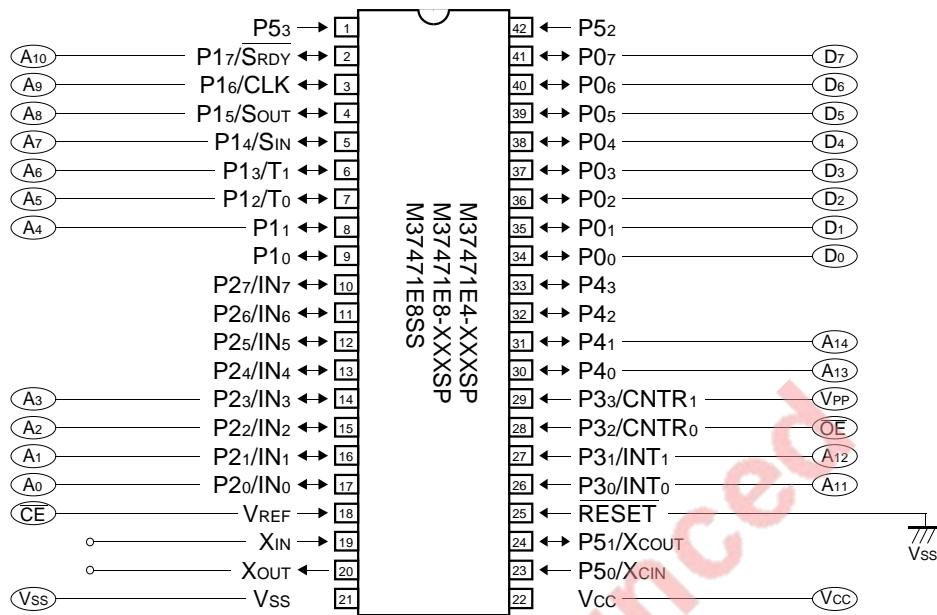 P53 1 42 P52
A10 P17/SRDY 2 41 P07 D7
A9 P16/CLK 3 40 P06 D6
A8 P15/SOUT 4 39 P05 D5
A7 P14/SIN 5 38 P04 D4
A6 P13/T1 6 37 P03 D3
A5 P12/T0 7 36 P02 D2
A4 P11 8 35 P01 D1
P10 9 34 P00 D0
P27/IN7 10 33 P43
P26/IN6 11 32 P42
P25/IN5 12 31 P41 A14
P24/IN4 13 30 P40 A13
A3 P23/IN3 14 29 P33/CNTR1 VPP
A2 P22/IN2 15 28 P32/CNTR0 OE
A1 P21/IN1 16 27 P31/INT1 A12
A0 P20/IN0 17 26 P30/INT0 A11
CE VREF 18 25 RESET
XIN 19 24 P51/XCOUT
XOUT 20 23 P50/XCIN
VSS VSS 21 22 VCC VCC
VSS
M37471E4-XXXSP
M37471E8-XXXSP
M37471E8SS